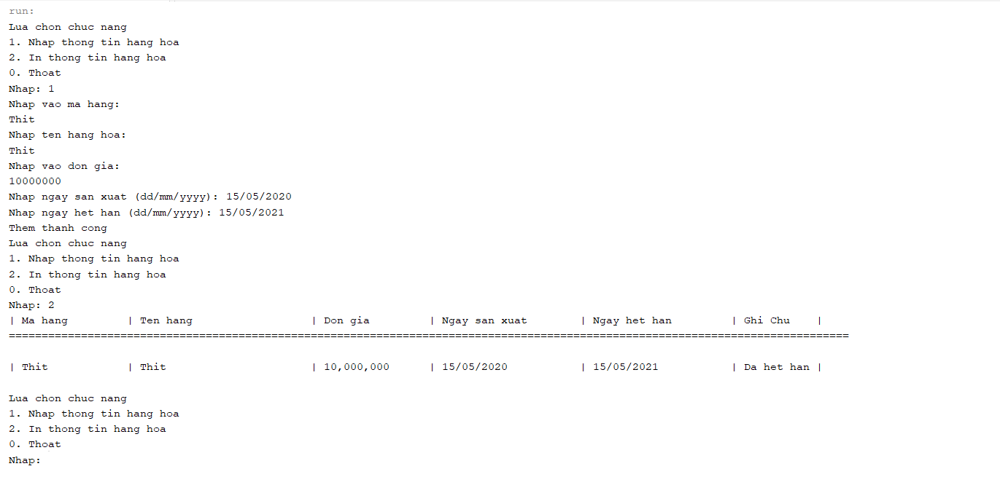 run:
Lua chon chuc nang
1. Nhap thong tin hang hoa
2. In thong tin hang hoa
0. Thoat
Nhap: 1
Nhap vao ma hang:
Thit
Nhap ten hang hoa:
Thit
Nhap vao don gia:
10000000
Nhap ngay san xuat (dd/mm/yyyy): 15/05/2020
Nhap ngay het han (dd/mm/yyyy): 15/05/2021
Them thanh cong
Lua chon chuc nang
1. Nhap thong tin hang hoa
2. In thong tin hang hoa
0. Thoat
Nhap: 2
| Ma hang         | Ten hang                  | Don gia         | Ngay san xuat        | Ngay het han         | Ghi Chu    |
================================================================================================================================
| Thit            | Thit                      | 10,000,000      | 15/05/2020           | 15/05/2021           | Da het han |
Lua chon chuc nang
1. Nhap thong tin hang hoa
2. In thong tin hang hoa
0. Thoat
Nhap: